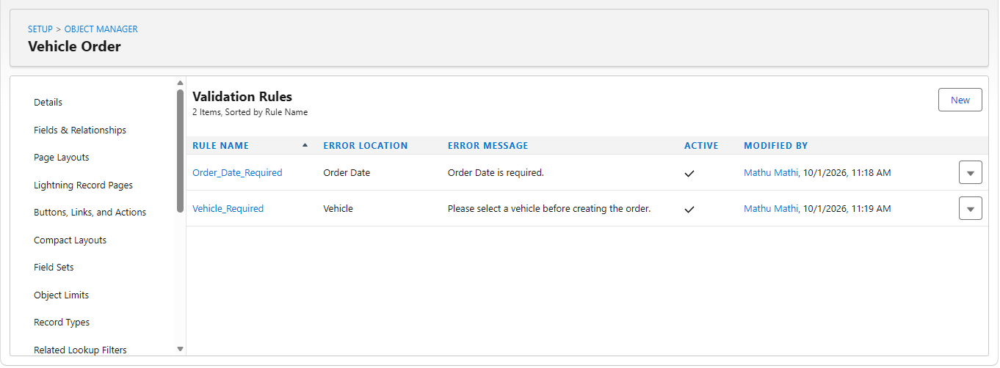 SETUP > OBJECT MANAGER
Vehicle Order
Details
Fields & Relationships
Page Layouts
Lightning Record Pages
Buttons, Links, and Actions
Compact Layouts
Field Sets
Object Limits
Record Types
Related Lookup Filters
Validation Rules
2 Items, Sorted by Rule Name
New
RULE NAME ERROR LOCATION ERROR MESSAGE ACTIVE MODIFIED BY
Order_Date_Required Order Date Order Date is required. Mathu Mathi, 10/1/2026, 11:18 AM
Vehicle_Required Vehicle Please select a vehicle before creating the order. Mathu Mathi, 10/1/2026, 11:19 AM